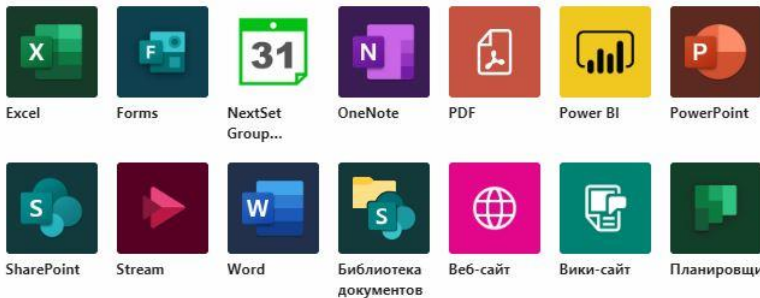 X
F
31
N
P
Excel
Forms
NextSet
Group...
OneNote
PDF
Power BI
PowerPoint
S
W
S
SharePoint
Stream
Word
Библиотека
документов
Веб-сайт
Вики-сайт
Планировщи